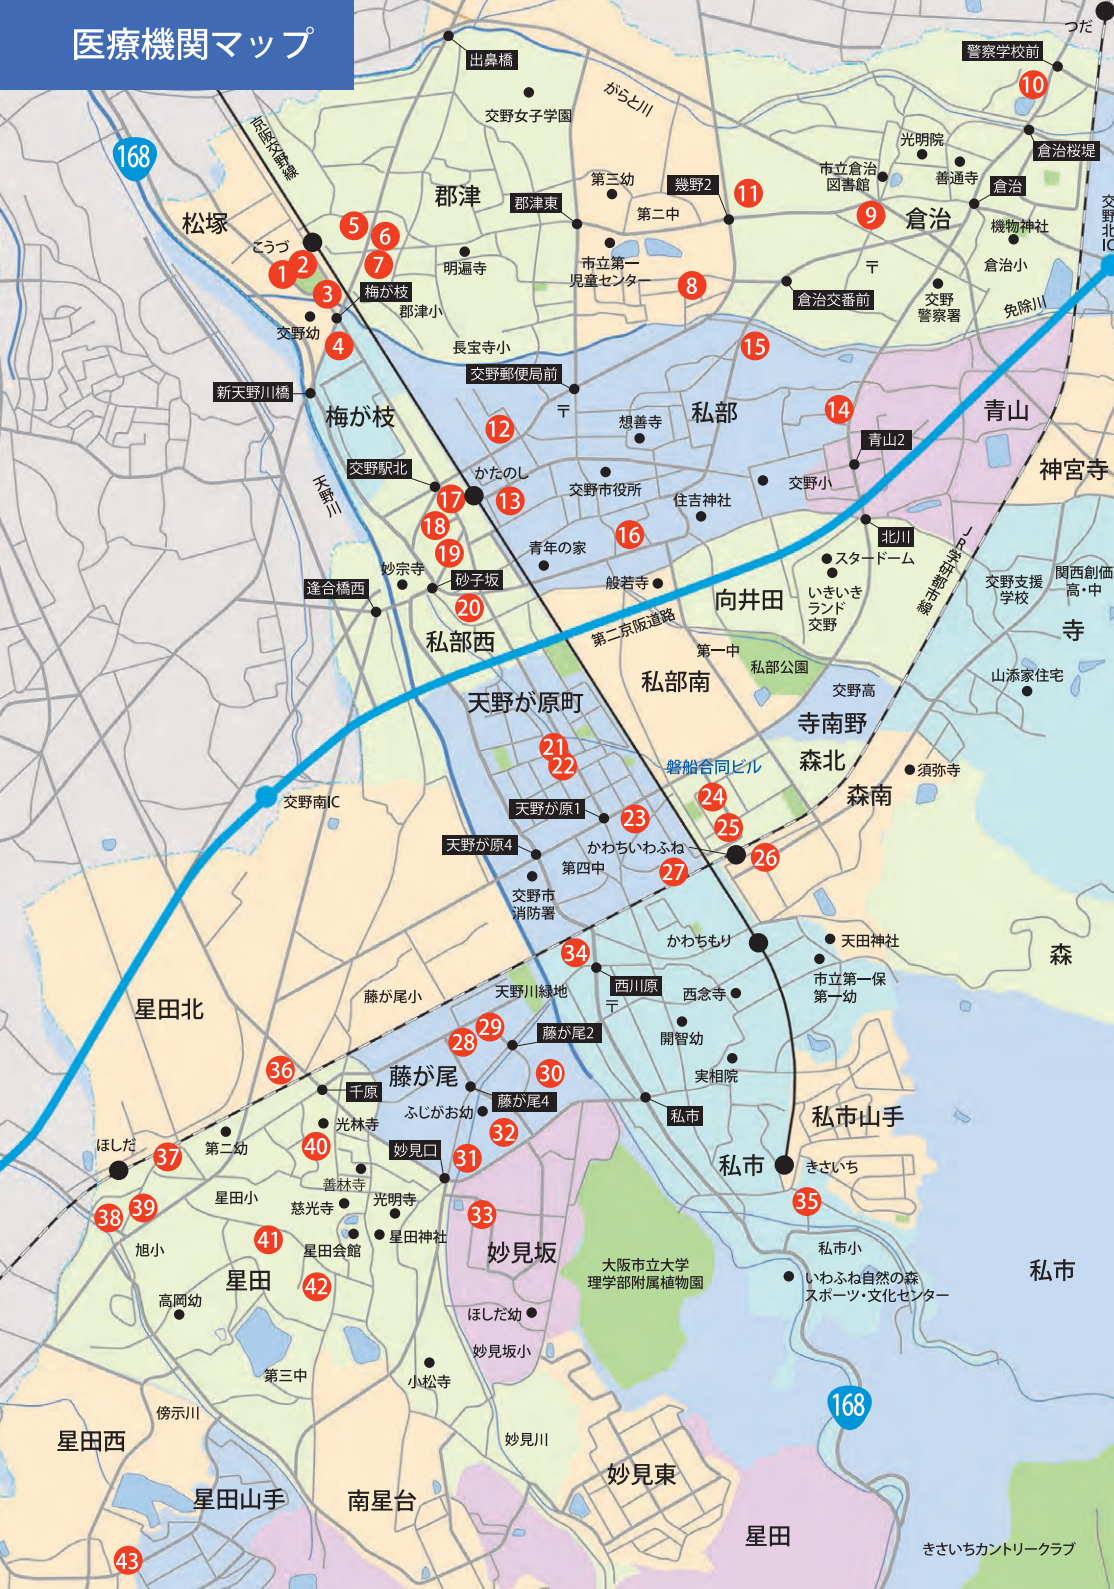 医療機関マップ
つだ
警察学校前
出鼻橋
10
交野女子学園
がらと川
168
京阪交野線
光明院
倉治桜堤
市立倉治
図書館
善通寺
第三幼
幾野2
11
倉治
郡津
郡津東
第二中
9
倉治
交野北IC
松塚
5
6
機物神社
こうづ
7
明遍寺
市立第一
児童センター
1
2
〒
倉治小
3
梅が枝
8
倉治交番前
交野
警察署
免除川
郡津小
交野幼
4
長宝寺小
15
交野郵便局前
新天野川橋
梅が枝
〒
私部
14
青山
12
想善寺
青山2
神宮寺
交野駅北
かたのし
天野川
交野市役所
交野小
17
13
住吉神社
18
16
北川
JR学研都市線
19
青年の家
スタードーム
妙宗寺
砂子坂
般若寺
いきいき
ランド
交野
交野支援
学校
関西創価
高・中
逢合橋西
20
向井田
私部西
第二京阪道路
寺
第一中
私部公園
私部南
山添家住宅
交野高
天野が原町
寺南野
21
22
磐船合同ビル
森北
須弥寺
交野南IC
24
森南
天野が原1
23
25
天野が原4
かわちいわふね
26
第四中
27
交野市
消防署
34
かわちもり
天田神社
森
西川原
市立第一保
第一幼
星田北
藤が尾小
天野川緑地
〒
西念寺
28
29
藤が尾2
開智幼
36
藤が尾
30
実相院
千原
藤が尾4
ふじがお幼
私市
私市山手
光林寺
32
ほしだ
第二幼
40
妙見口
37
31
私市
きさいち
善林寺
星田小
光明寺
39
慈光寺
35
38
33
41
星田会館
星田神社
旭小
私市小
妙見坂
星田
大阪市立大学
理学部附属植物園
私市
42
いわふね自然の森
スポーツ・文化センター
高岡幼
ほしだ幼
妙見坂小
第三中
小松寺
傍示川
168
星田西
妙見川
妙見東
星田山手
南星台
星田
きさいちカントリークラブ
43